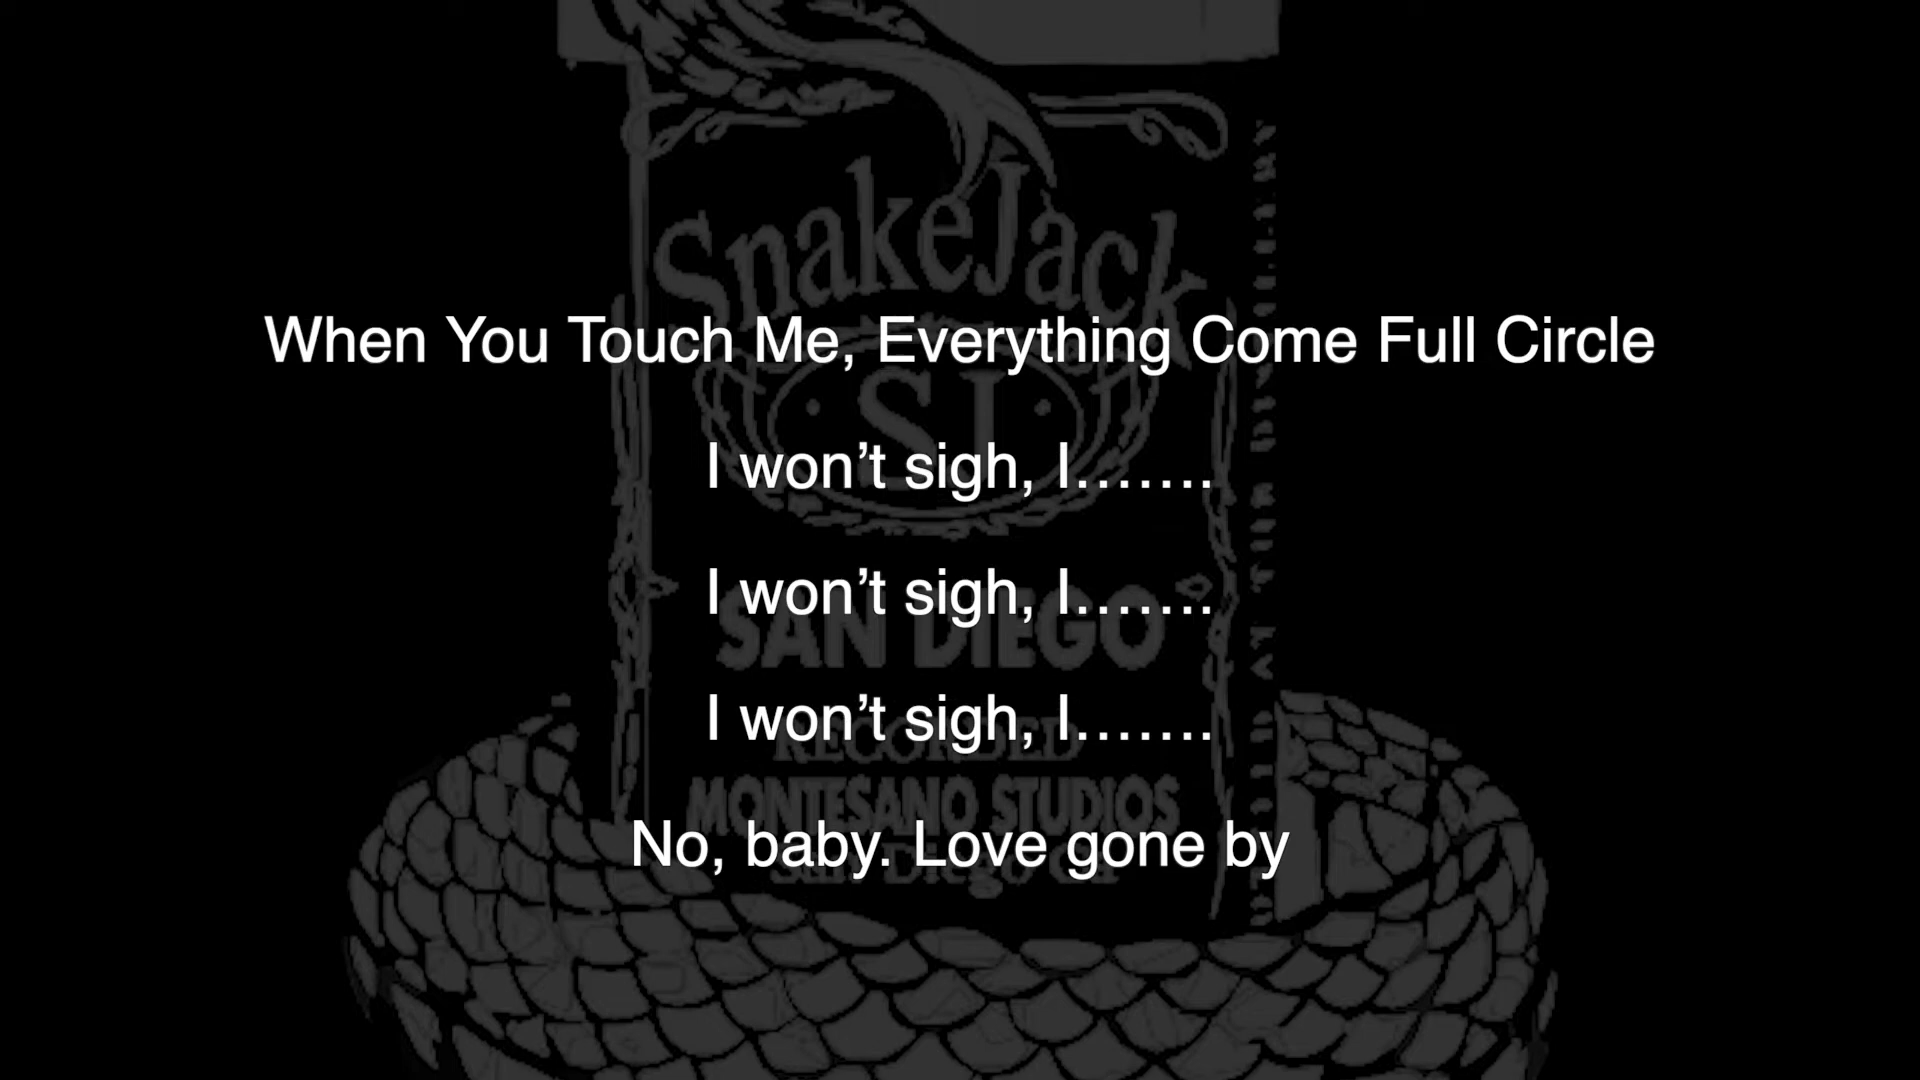 SnakeJack
When You Touch Me, Everything Come Full Circle
SJ
I won’t sigh, I.......
I won’t sigh, I.......
SAN DIEGO
I won’t sigh, I.......
RECORDED
MONTESANO STUDIOS
No, baby. Love gone by
San Diego